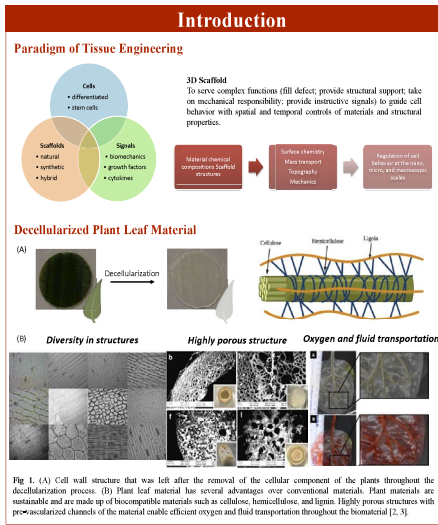 Introduction
Paradigm of Tissue Engineering
Cells
• differentiated
• stem cells
Scaffolds
• natural
• synthetic
• hybrid
Signals
• biomechanics
• growth factors
• cytokines
3D Scaffold
To serve complex functions (fill defect; provide structural support; take
on mechanical responsibility; provide instructive signals) to guide cell
behavior with spatial and temporal controls of materials and structural
properties.
Material chemical
compositions Scaffold
structures
Surface chemistry
Mass transport
Topography
Mechanics
Regulation of cell
behavior at the nano,
micro, and macroscopic
scales
Decellularized Plant Leaf Material
(A)
Decellularization
Cellulose
Hemicellulose
Lignin
(B)
Diversity in structures
Highly porous structure
Oxygen and fluid transportation
b
h
f
A
B
Fig 1. (A) Cell wall structure that was left after the removal of the cellular component of the plants throughout the
decellularization process. (B) Plant leaf material has several advantages over conventional materials. Plant materials are
sustainable and are made up of biocompatible materials such as cellulose, hemicellulose, and lignin. Highly porous structures with
pre-vascularized channels of the material enable efficient oxygen and fluid transportation throughout the biomaterial [2, 3].